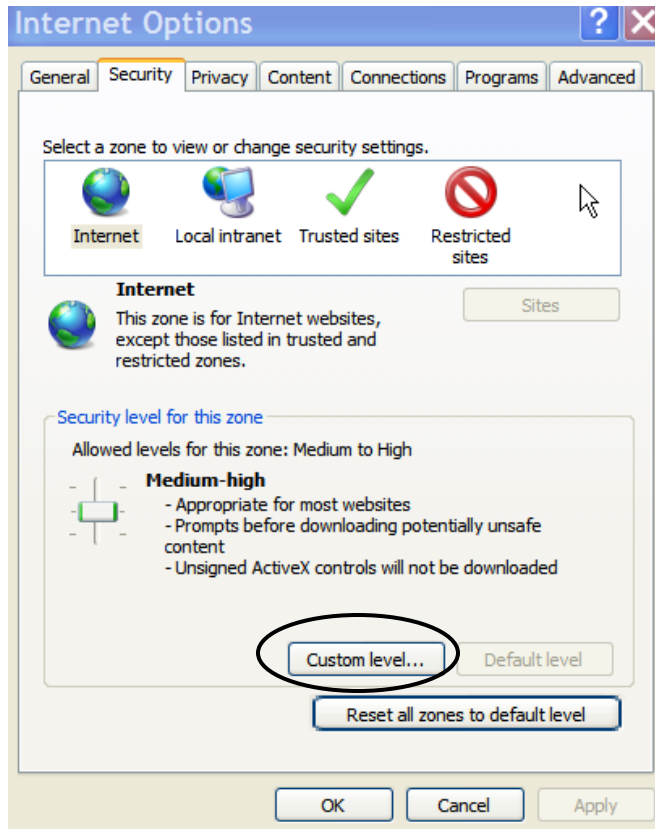 Internet Options
General Security Privacy Content Connections Programs Advanced
Select a zone to view or change security settings.
Internet Local intranet Trusted sites Restricted
sites
Internet
Sites
This zone is for Internet websites,
except those listed in trusted and
restricted zones.
Security level for this zone
Allowed levels for this zone: Medium to High
Medium-high
- Appropriate for most websites
- Prompts before downloading potentially unsafe
content
- Unsigned ActiveX controls will not be downloaded
Custom level... Default level
Reset all zones to default level
OK Cancel Apply